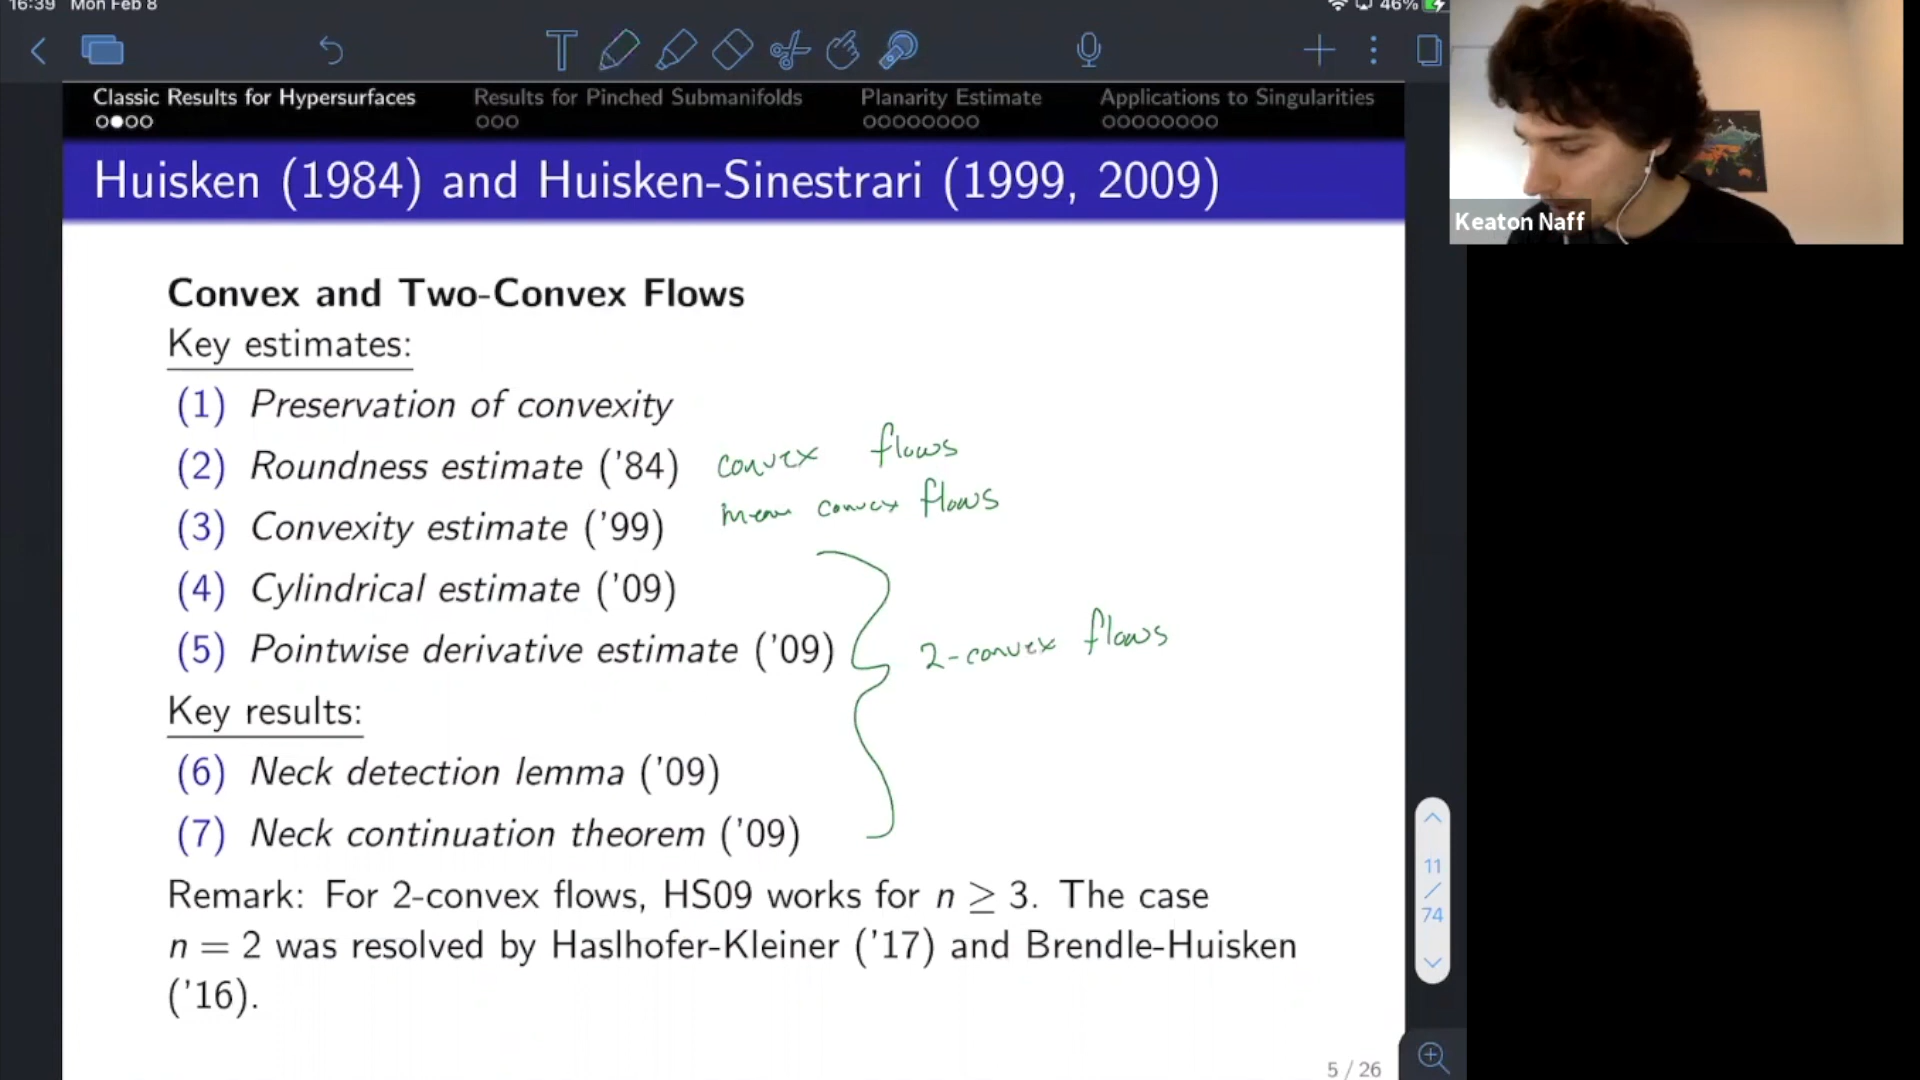 16:39 Mon Feb 8
46%
Classic Results for Hypersurfaces
Results for Pinched Submanifolds
Planarity Estimate
Applications to Singularities
Huisken (1984) and Huisken-Sinestrari (1999, 2009)
Keaton Naff
Convex and Two-Convex Flows
Key estimates:
(1) Preservation of convexity
(2) Roundness estimate ('84) convex flows
mean convex flows
(3) Convexity estimate ('99)
(4) Cylindrical estimate ('09)
(5) Pointwise derivative estimate ('09) 2-convex flows
Key results:
(6) Neck detection lemma ('09)
(7) Neck continuation theorem ('09)
Remark: For 2-convex flows, HS09 works for n ≥ 3. The case
n = 2 was resolved by Haslhofer-Kleiner ('17) and Brendle-Huisken
('16).
11
/
74
5 / 26